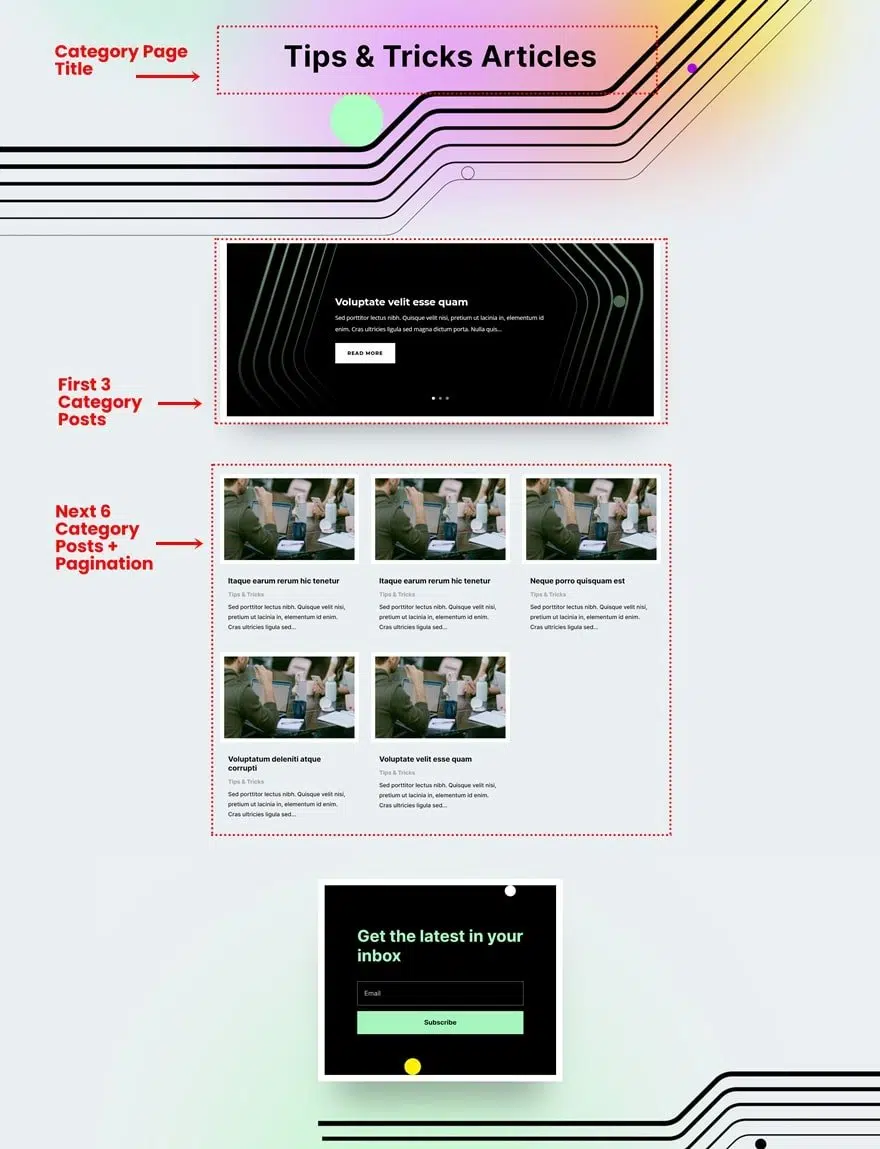 Category Page
Title
Tips & Tricks Articles
Voluptate velit esse quam
Sed porttitor lectus nibh. Quisque velit nisi, pretium ut lacinia in, elementum id
enim. Cras ultricies ligula sed magna dictum porta. Nulla quis...
READ MORE
First 3
Category
Posts
Next 6
Category
Posts +
Pagination
Itaque earum rerum hic tenetur
Tips & Tricks
Sed porttitor lectus nibh. Quisque velit nisi,
pretium ut lacinia in, elementum id enim.
Cras ultricies ligula sed...
Itaque earum rerum hic tenetur
Tips & Tricks
Sed porttitor lectus nibh. Quisque velit nisi,
pretium ut lacinia in, elementum id enim.
Cras ultricies ligula sed...
Neque porro quisquam est
Tips & Tricks
Sed porttitor lectus nibh. Quisque velit nisi,
pretium ut lacinia in, elementum id enim.
Cras ultricies ligula sed...
Voluptatum deleniti atque
corrupti
Tips & Tricks
Sed porttitor lectus nibh. Quisque velit nisi,
pretium ut lacinia in, elementum id enim.
Cras ultricies ligula sed...
Voluptate velit esse quam
Tips & Tricks
Sed porttitor lectus nibh. Quisque velit nisi,
pretium ut lacinia in, elementum id enim.
Cras ultricies ligula sed...
Get the latest in your
inbox
Email
Subscribe